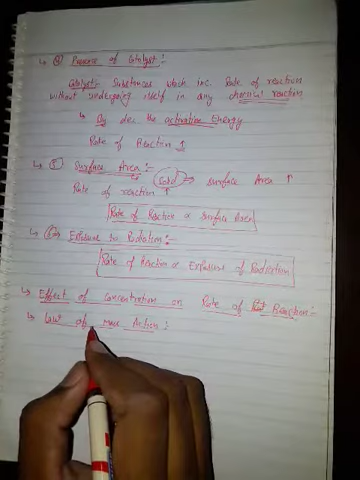 ↳ (4) Presence of Catalyst :-
Catalyst:- Substances which inc. Rate of reaction
without undergoing itself in any chemical reaction
↳ By dec the activation Energy
Rate of Reaction ↑
↳ (5) Surface Area :-
Solid → surface Area ↑
Rate of reaction ↑
Rate of Reaction ∝ Surface Area
↳ (6) Exposure to Radiation :-
Rate of Reaction ∝ Exposure of Radiation
↳ Effect of concentration on Rate of Reaction :-
↳ Law of mass Action :